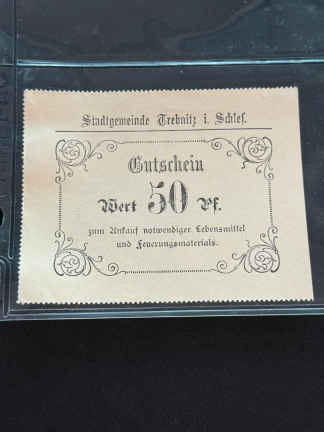 Stadtgemeinde Trebnitz i. Schles.
Gutschein
Wert 50 Pf.
zum Ankauf notwendiger Lebensmittel
und Feuerungsmaterials.